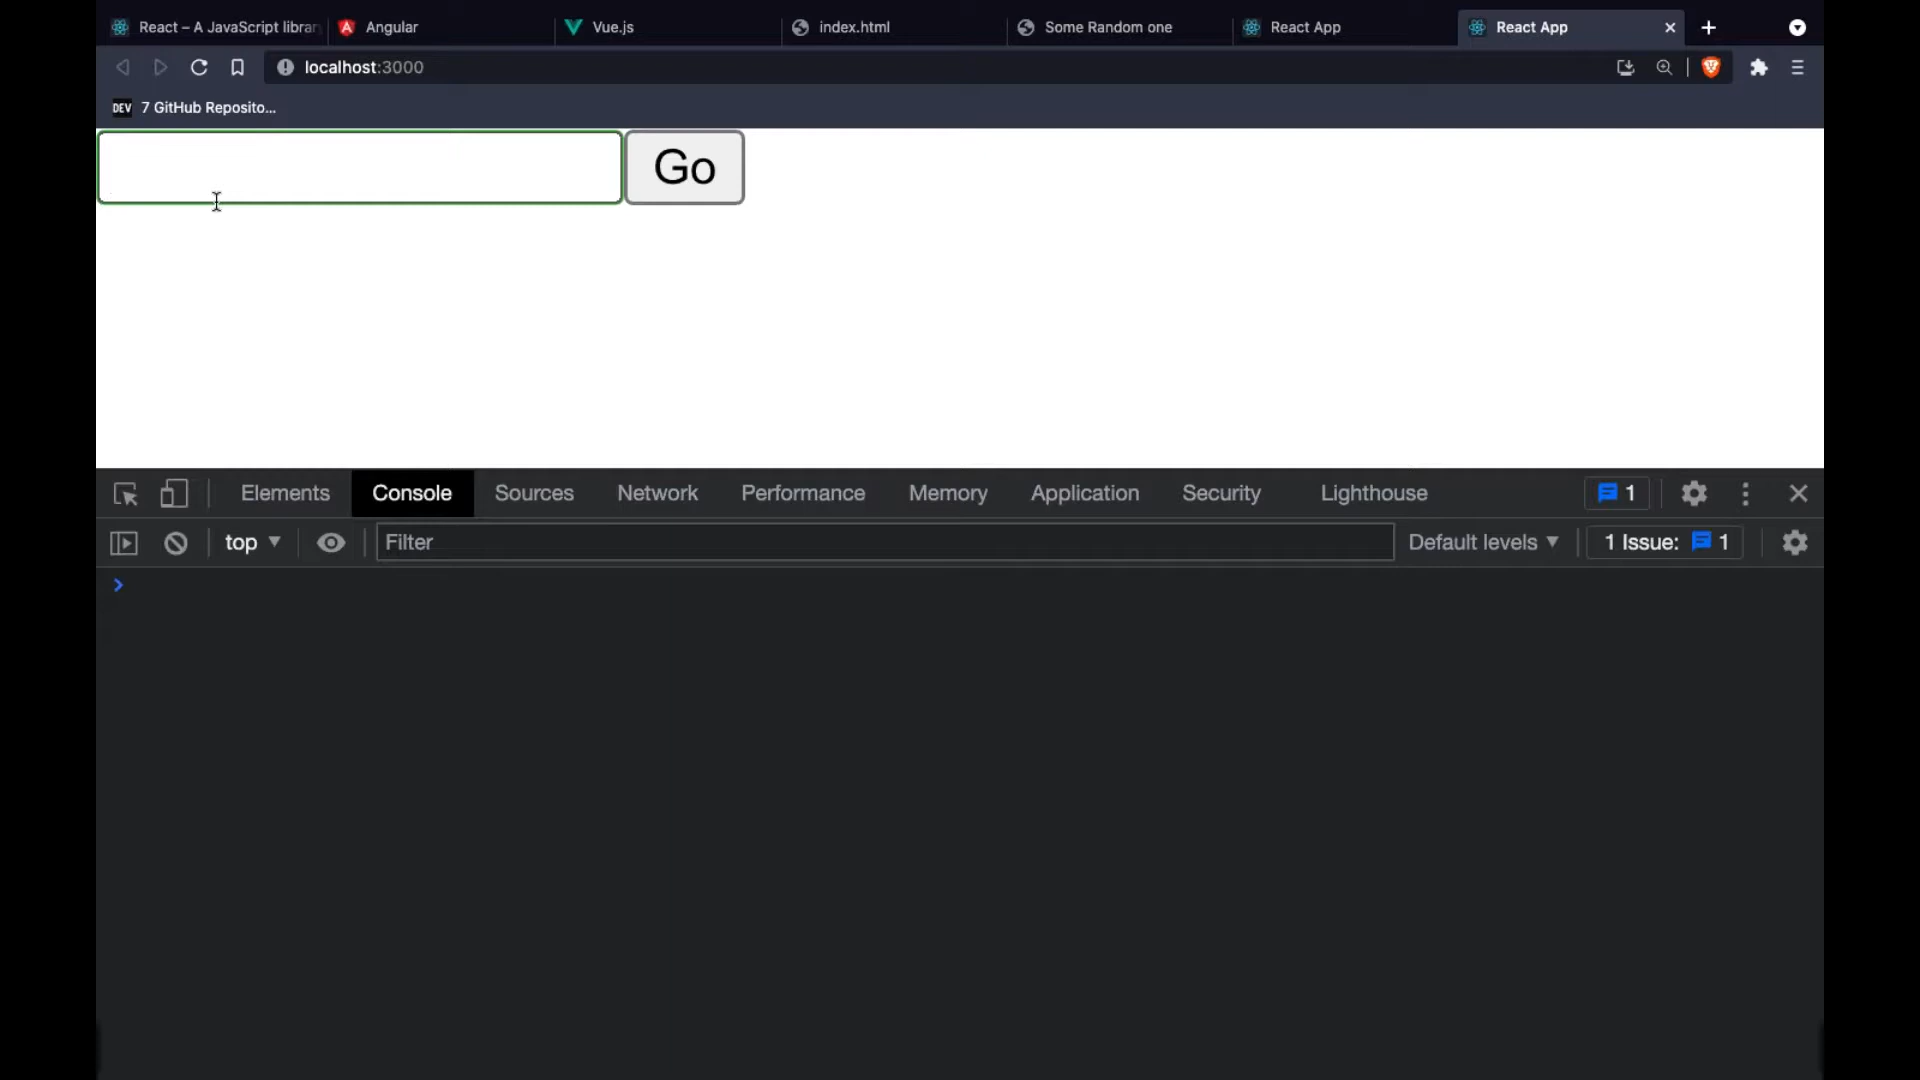 React – A JavaScript librar
Angular
Vue.js
index.html
Some Random one
React App
React App
localhost:3000
DEV 7 GitHub Reposito...
Go
Elements Console Sources Network Performance Memory Application Security Lighthouse 1
top Filter Default levels 1 Issue: 1